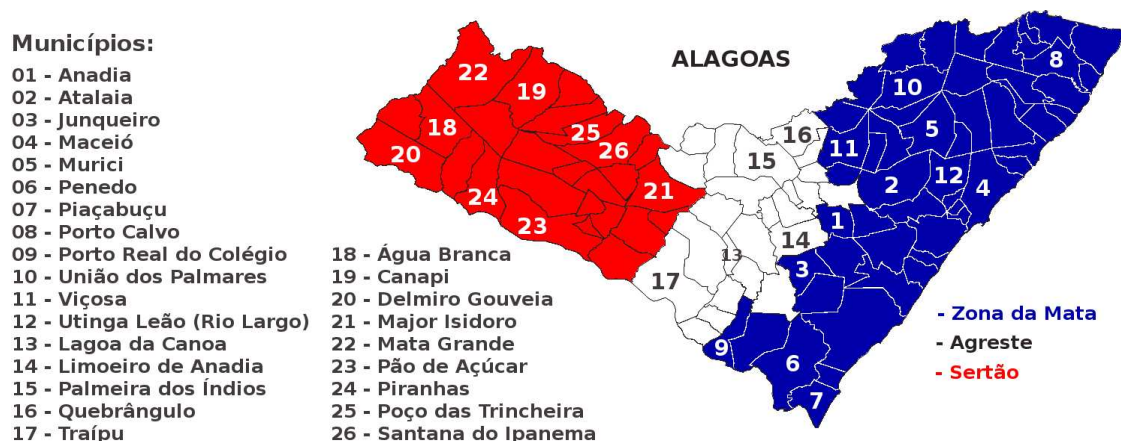 Municípios:
01 - Anadia
02 - Atalaia
03 - Junqueiro
04 - Maceió
05 - Murici
06 - Penedo
07 - Piaçabuçu
08 - Porto Calvo
09 - Porto Real do Colégio
10 - União dos Palmares
11 - Viçosa
12 - Utinga Leão (Rio Largo)
13 - Lagoa da Canoa
14 - Limoeiro de Anadia
15 - Palmeira dos Índios
16 - Quebrângulo
17 - Traípu
18 - Água Branca
19 - Canapi
20 - Delmiro Gouveia
21 - Major Isidoro
22 - Mata Grande
23 - Pão de Açúcar
24 - Piranhas
25 - Poço das Trincheira
26 - Santana do Ipanema
ALAGOAS
22
19
18
20
25
26
24
21
23
16
15
14
13
17
8
10
5
11
12
2
4
1
3
9
6
7
- Zona da Mata
- Agreste
- Sertão